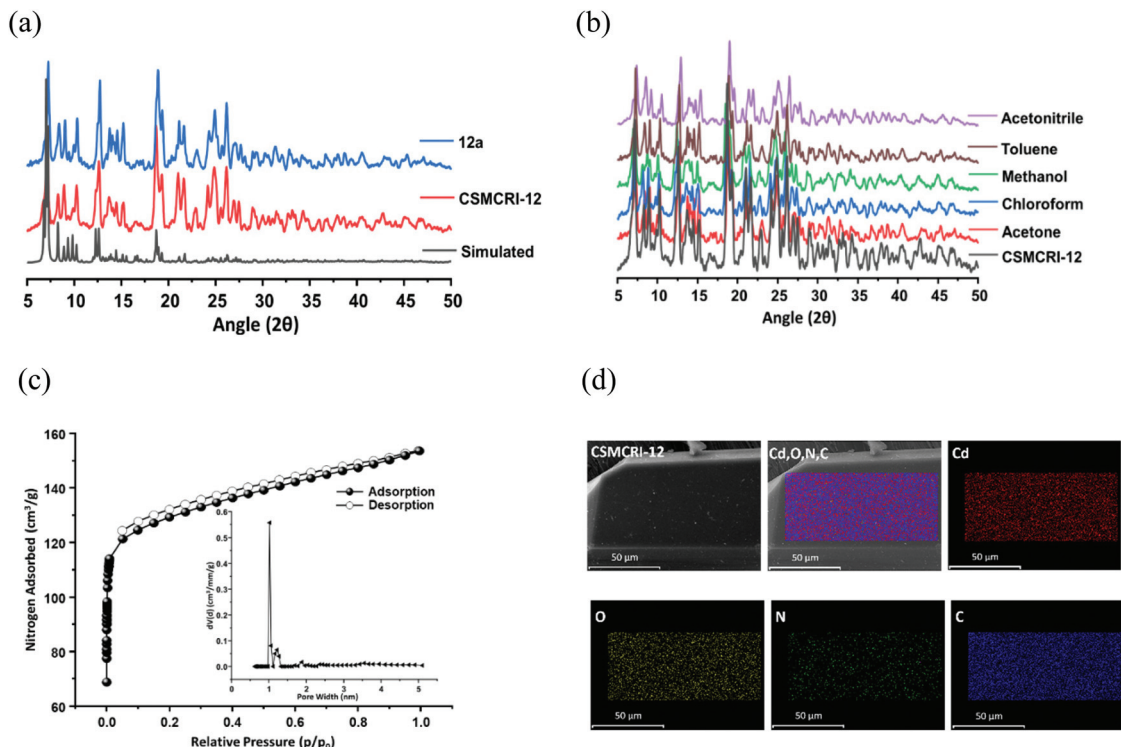 (a)
12a
CSMCRI-12
Simulated
5 10 15 20 25 30 35 40 45 50
Angle (2θ)
(b)
Acetonitrile
Toluene
Methanol
Chloroform
Acetone
CSMCRI-12
5 10 15 20 25 30 35 40 45 50
Angle (2θ)
(c)
Nitrogen Adsorbed (cm³/g)
160
140
120
100
80
60
Adsorption
Desorption
dV(d) (cm³/mm/g)
0.6
0.5
0.4
0.3
0.2
0.1
0.0
0 1 2 3 4 5
Pore Width (nm)
0.0 0.2 0.4 0.6 0.8 1.0
Relative Pressure (p/p₀)
(d)
CSMCRI-12
50 µm
Cd,O,N,C
50 µm
Cd
50 µm
O
50 µm
N
50 µm
C
50 µm